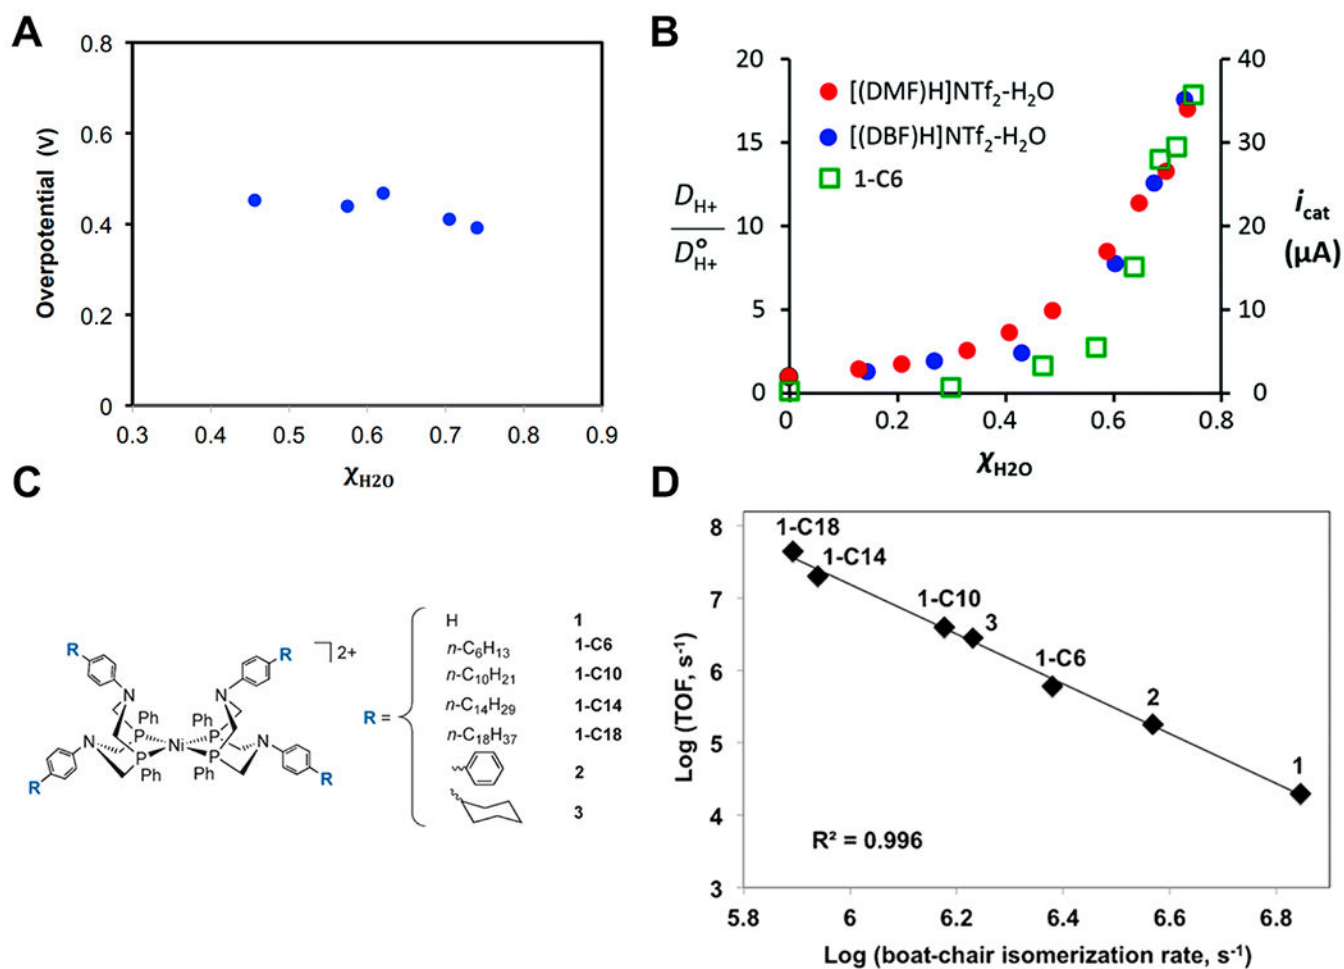 A
0.8
0.6
0.4
0.2
0
Overpotential (V)
0.3 0.4 0.5 0.6 0.7 0.8 0.9
χH2O
B
20
15
10
5
0
DH+
D°H+
[(DMF)H]NTf2-H2O
[(DBF)H]NTf2-H2O
1-C6
40
30
20
10
0
icat
(μA)
0 0.2 0.4 0.6 0.8
χH2O
C
R R
2+
N N
Ph Ph
P P
N Ni N
P P
Ph Ph
R R
R =
H 1
n-C6H13 1-C6
n-C10H21 1-C10
n-C14H29 1-C14
n-C18H37 1-C18
2
3
D
8
7
6
5
4
3
Log (TOF, s-1)
1-C18
1-C14
1-C10
3
1-C6
2
1
R² = 0.996
5.8 6 6.2 6.4 6.6 6.8
Log (boat-chair isomerization rate, s-1)